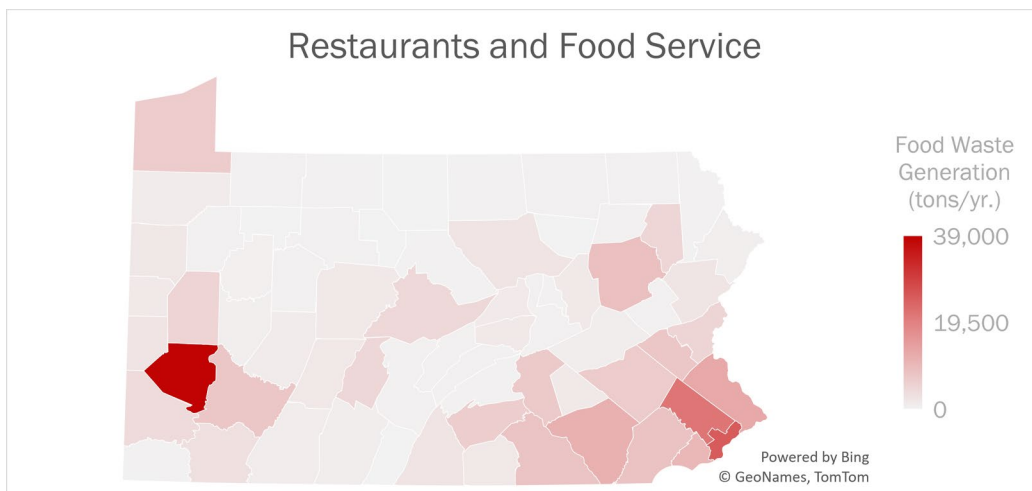 Restaurants and Food Service
Food Waste
Generation
(tons/yr.)
39,000
19,500
0
Powered by Bing
© GeoNames, TomTom